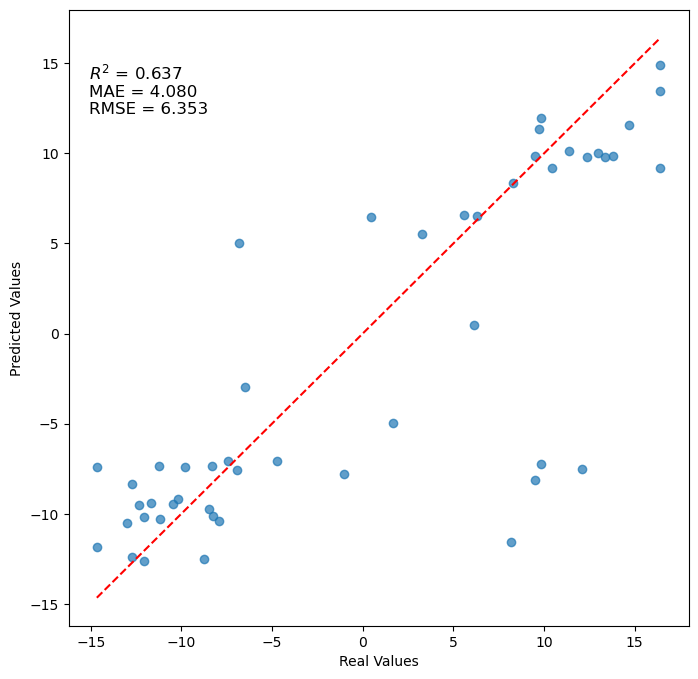 R² = 0.637
MAE = 4.080
RMSE = 6.353
Predicted Values
15
10
5
0
−5
−10
−15
−15 −10 −5 0 5 10 15
Real Values